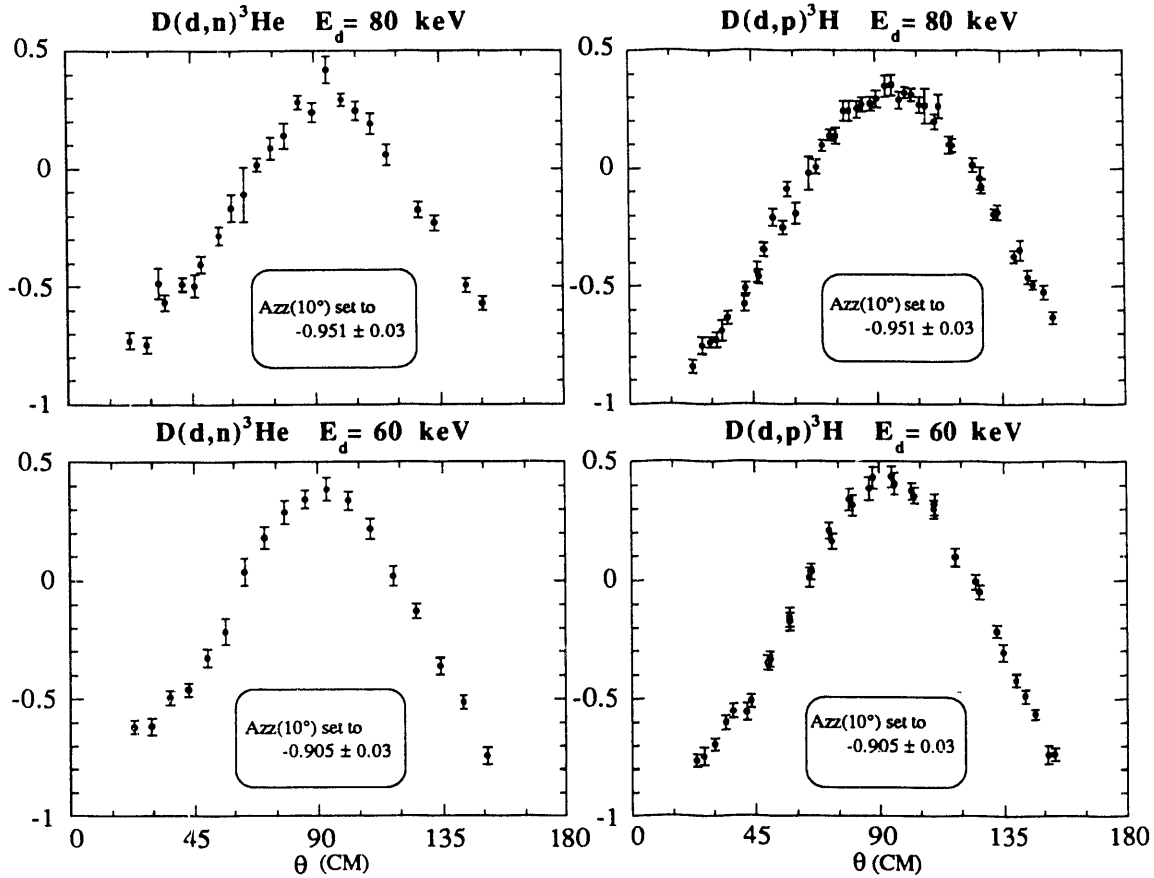 D(d,n)³He E_d= 80 keV
D(d,p)³H E_d= 80 keV
0.5
0
-0.5
-1
Azz(10°) set to
-0.951 ± 0.03
0.5
0
-0.5
-1
Azz(10°) set to
-0.951 ± 0.03
D(d,n)³He E_d= 60 keV
D(d,p)³H E_d= 60 keV
0.5
0
-0.5
-1
Azz(10°) set to
-0.905 ± 0.03
0 45 90 135 180
θ (CM)
0.5
0
-0.5
-1
Azz(10°) set to
-0.905 ± 0.03
0 45 90 135 180
θ (CM)